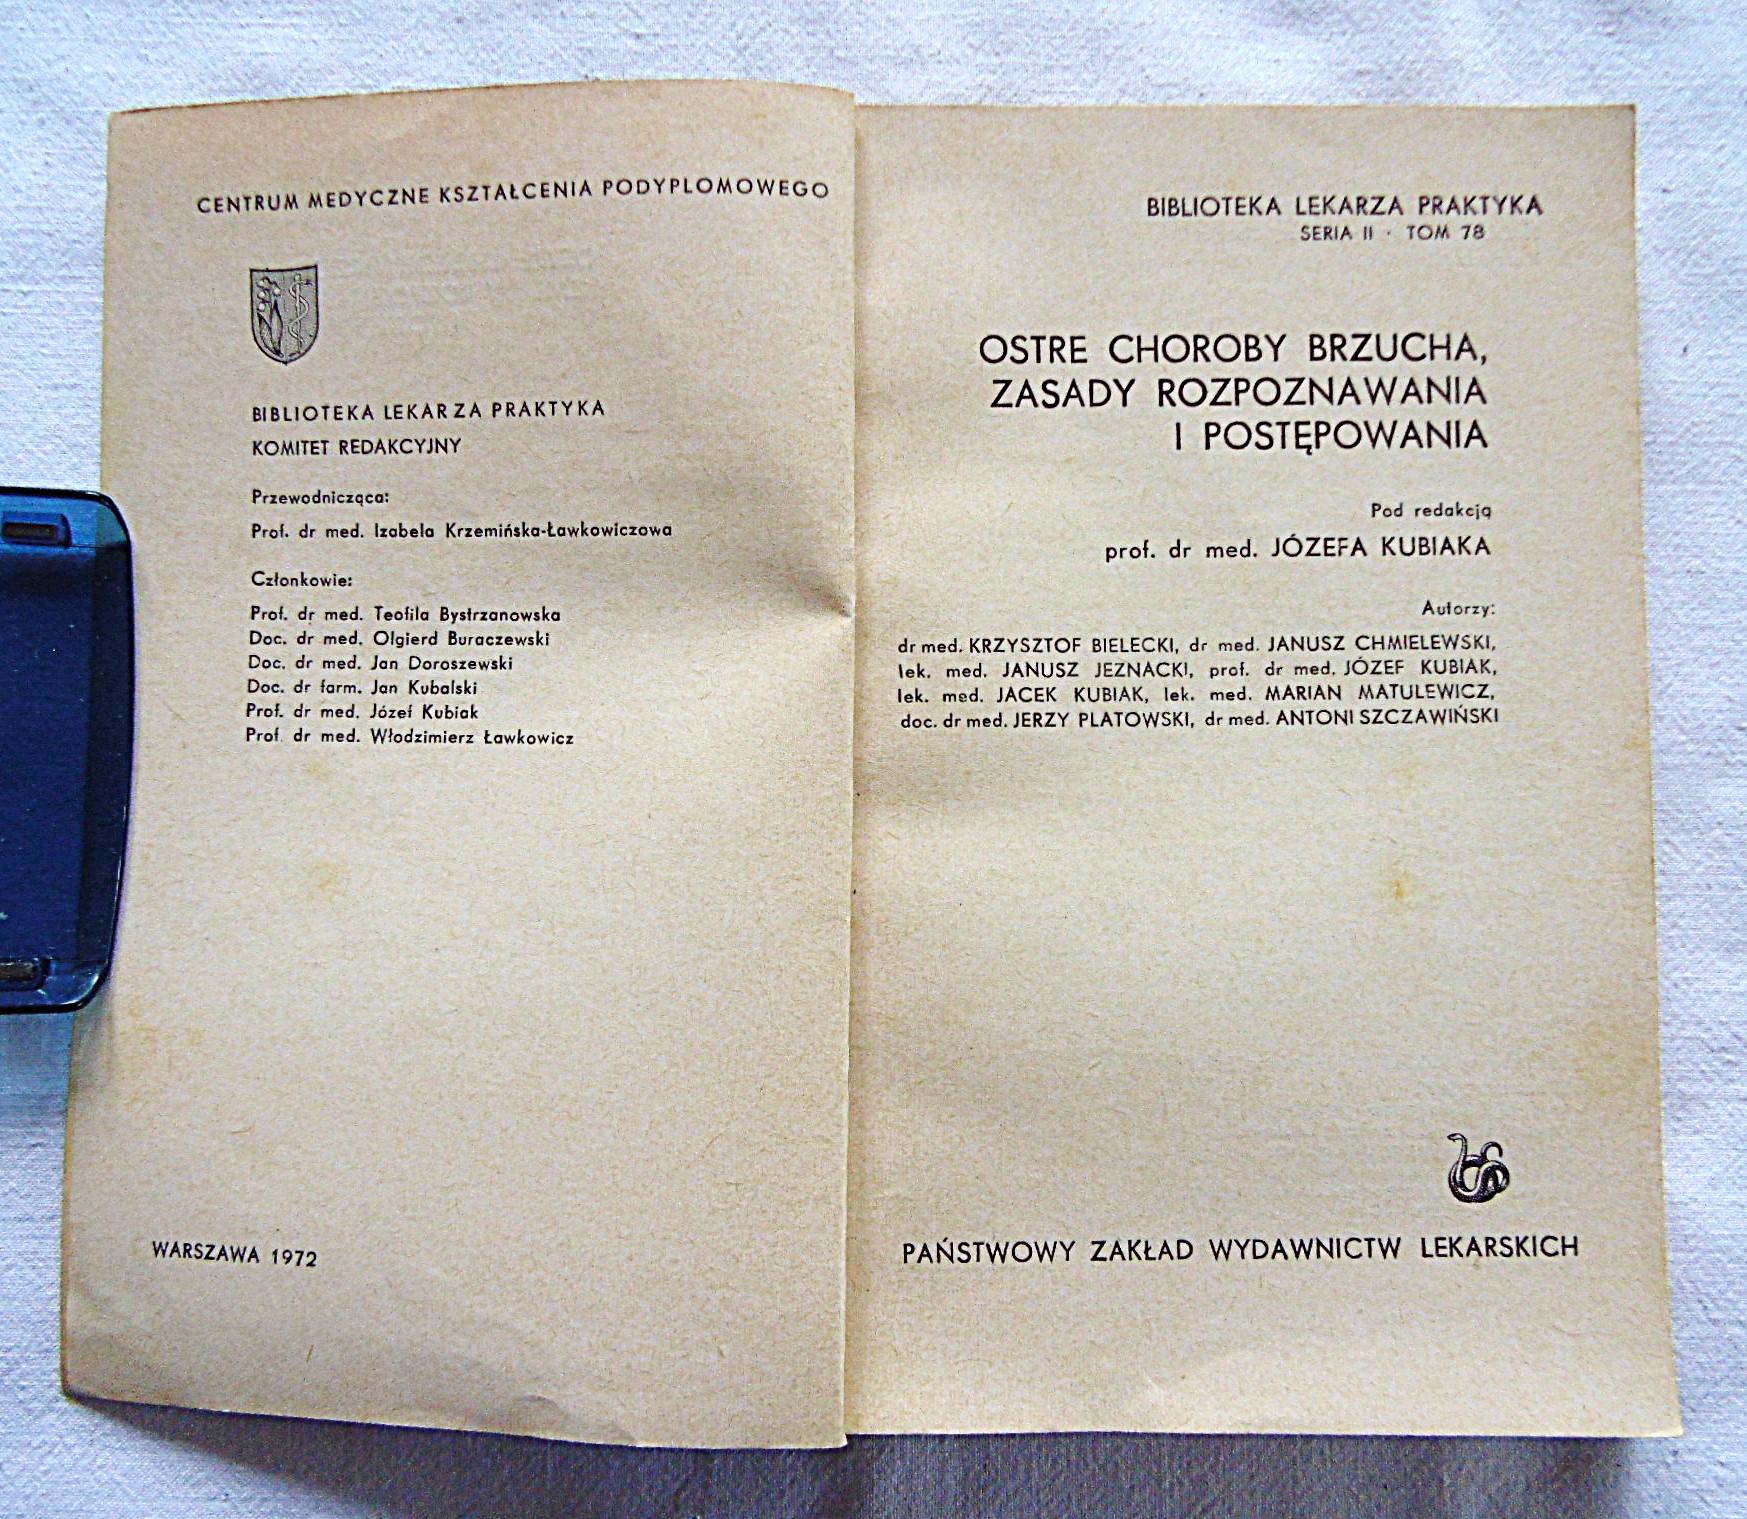 CENTRUM MEDYCZNE KSZTAŁCENIA PODYPLOMOWEGO
BIBLIOTEKA LEKARZA PRAKTYKA
KOMITET REDAKCYJNY
Przewodnicząca:
Prof. dr med. Izabela Krzemińska-Ławkowiczowa
Członkowie:
Prof. dr med. Teofila Bystrzanowska
Doc. dr med. Olgierd Buraczewski
Doc. dr med. Jan Doroszewski
Doc. dr farm. Jan Kubalski
Prof. dr med. Józef Kubiak
Prof. dr med. Włodzimierz Ławkowicz
WARSZAWA 1972
BIBLIOTEKA LEKARZA PRAKTYKA
SERIA II · TOM 78
OSTRE CHOROBY BRZUCHA,
ZASADY ROZPOZNAWANIA
I POSTĘPOWANIA
Pod redakcją
prof. dr med. JÓZEFA KUBIAKA
Autorzy:
dr med. KRZYSZTOF BIELECKI, dr med. JANUSZ CHMIELEWSKI,
lek. med. JANUSZ JEZNACKI, prof. dr med. JÓZEF KUBIAK,
lek. med. JACEK KUBIAK, lek. med. MARIAN MATULEWICZ,
doc. dr med. JERZY PLATOWSKI, dr med. ANTONI SZCZAWIŃSKI
PAŃSTWOWY ZAKŁAD WYDAWNICTW LEKARSKICH